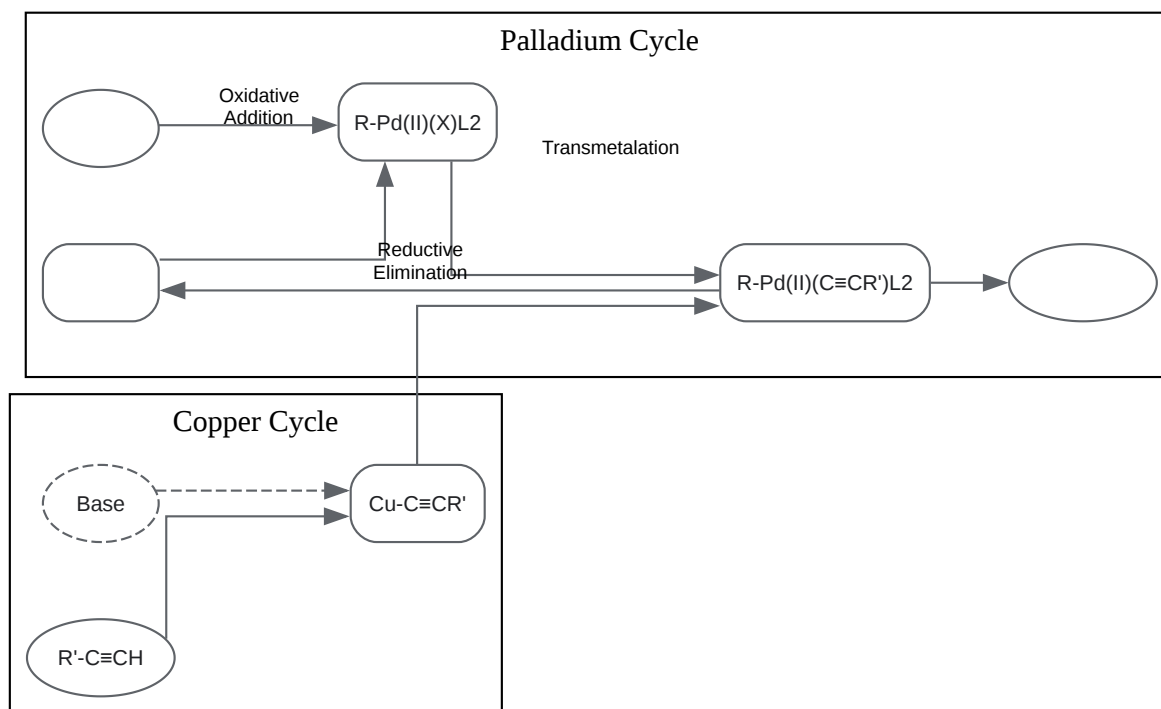 Palladium Cycle
Oxidative
Addition
R-Pd(II)(X)L2
Transmetalation
Reductive
Elimination
R-Pd(II)(C≡CR')L2
Copper Cycle
Base
Cu-C≡CR'
R'-C≡CH